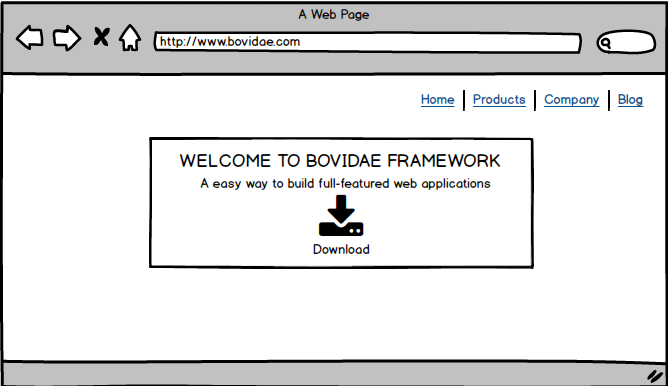 A Web Page
http://www.bovidae.com
Home Products Company Blog
WELCOME TO BOVIDAE FRAMEWORK
A easy way to build full-featured web applications
Download